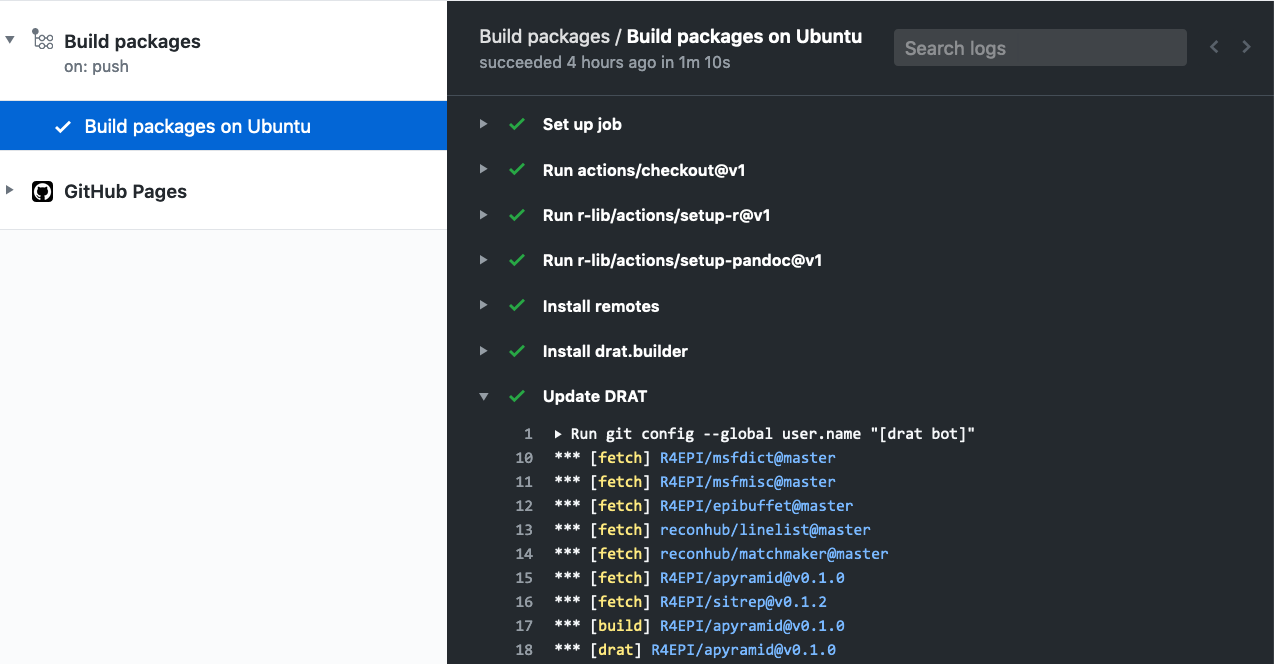 Build packages
on: push
Build packages on Ubuntu
GitHub Pages
Build packages / Build packages on Ubuntu
succeeded 4 hours ago in 1m 10s
Search logs
Set up job
Run actions/checkout@v1
Run r-lib/actions/setup-r@v1
Run r-lib/actions/setup-pandoc@v1
Install remotes
Install drat.builder
Update DRAT
1 Run git config --global user.name "[drat bot]"
10 *** [fetch] R4EPI/msfdict@master
11 *** [fetch] R4EPI/msfmisc@master
12 *** [fetch] R4EPI/epibuffet@master
13 *** [fetch] reconhub/linelist@master
14 *** [fetch] reconhub/matchmaker@master
15 *** [fetch] R4EPI/apyramid@v0.1.0
16 *** [fetch] R4EPI/sitrep@v0.1.2
17 *** [build] R4EPI/apyramid@v0.1.0
18 *** [drat] R4EPI/apyramid@v0.1.0